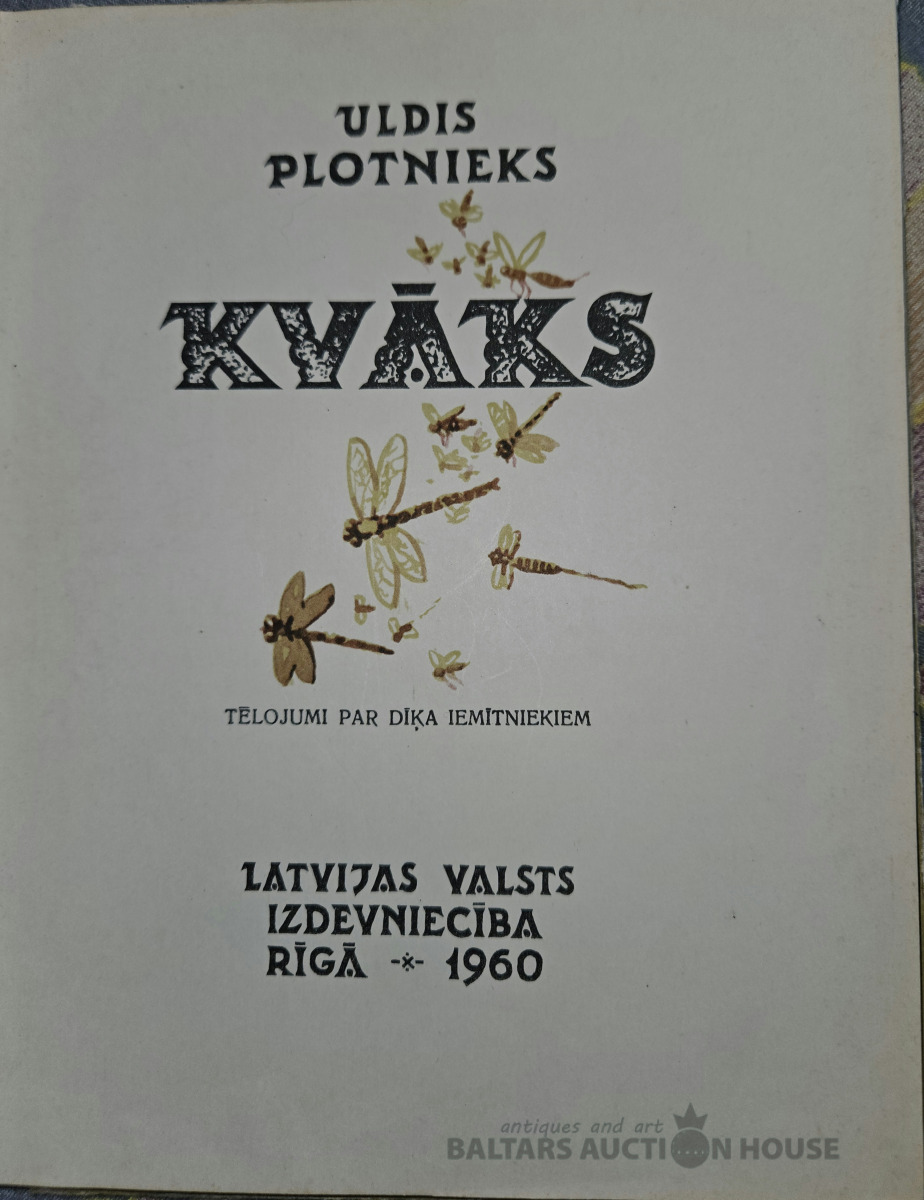 ULDIS
PLOTNIEKS
KVĀKS
TĒLOJUMI PAR DĪĶA IEMĪTNIEKIEM
LATVIJAS VALSTS
IZDEVNIECĪBA
RĪGĀ -×- 1960
antiques and art
BALTARS AUCTION HOUSE